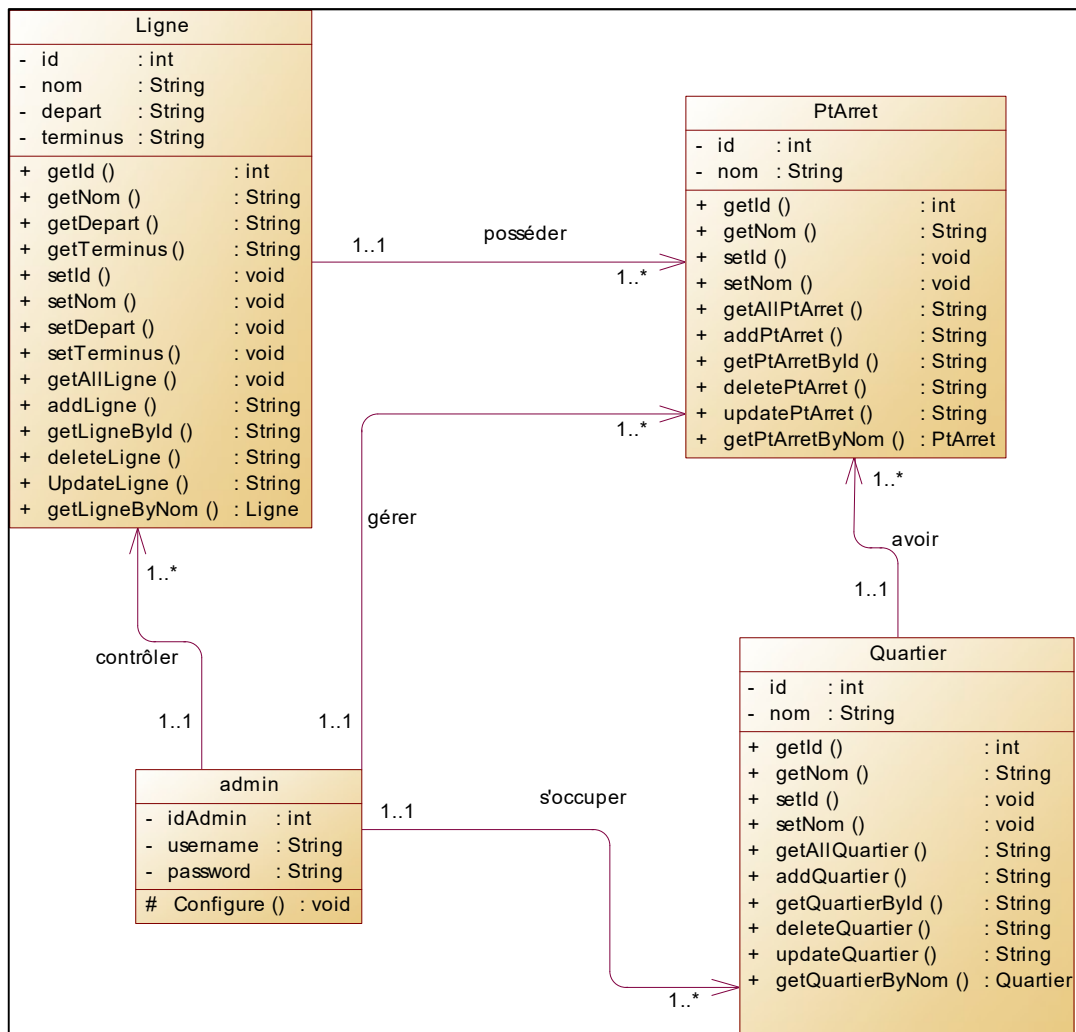 Ligne
- id : int
- nom : String
- depart : String
- terminus : String
+ getId () : int
+ getNom () : String
+ getDepart () : String
+ getTerminus () : String
+ setId () : void
+ setNom () : void
+ setDepart () : void
+ setTerminus () : void
+ getAllLigne () : void
+ addLigne () : String
+ getLigneById () : String
+ deleteLigne () : String
+ UpdateLigne () : String
+ getLigneByNom () : Ligne
PtArret
- id : int
- nom : String
+ getId () : int
+ getNom () : String
+ setId () : void
+ setNom () : void
+ getAllPtArret () : String
+ addPtArret () : String
+ getPtArretById () : String
+ deletePtArret () : String
+ updatePtArret () : String
+ getPtArretByNom () : PtArret
1..1
posséder
1..*
1..*
gérer
1..1
1..*
avoir
1..1
1..*
contrôler
1..1
admin
- idAdmin : int
- username : String
- password : String
# Configure () : void
1..1
s'occuper
1..*
Quartier
- id : int
- nom : String
+ getId () : int
+ getNom () : String
+ setId () : void
+ setNom () : void
+ getAllQuartier () : String
+ addQuartier () : String
+ getQuartierById () : String
+ deleteQuartier () : String
+ updateQuartier () : String
+ getQuartierByNom () : Quartier